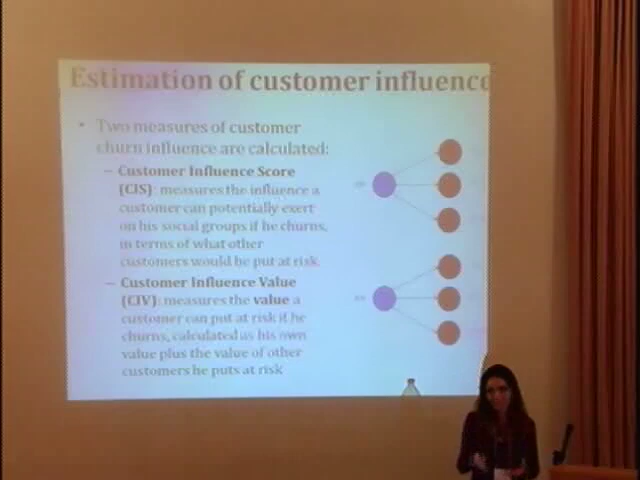 Estimation of customer influence
• Two measures of customer
churn influence are calculated:
– Customer Influence Score
(CIS): measures the influence a
customer can potentially exert
on his social groups if he churns,
in terms of what other
customers would be put at risk
– Customer Influence Value
(CIV): measures the value a
customer can put at risk if he
churns, calculated as his own
value plus the value of other
customers he puts at risk